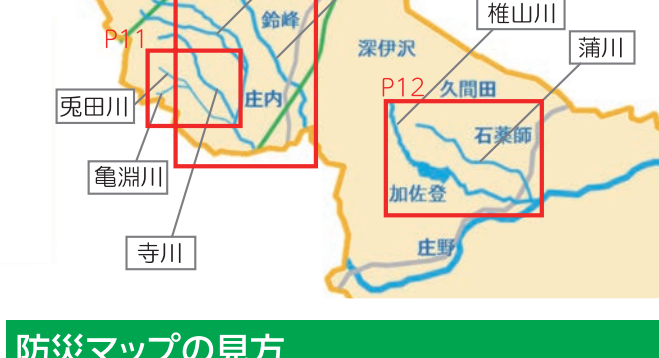 椎山川
鈴峰
P11
深伊沢
蒲川
P12
久間田
兎田川
庄内
石薬師
亀淵川
加佐登
寺川
庄野
防災マップの見方